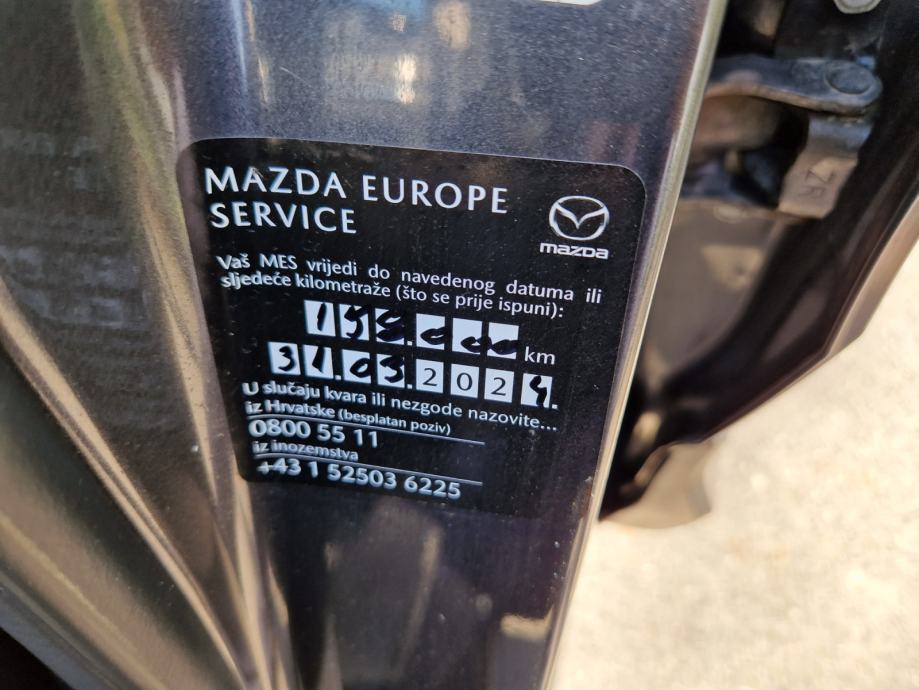 MAZDA EUROPE
SERVICE
mazda
Vaš MES vrijedi do navedenog datuma ili
sljedeće kilometraže (što se prije ispuni):
km
31.03.2024.
U slučaju kvara ili nezgode nazovite...
iz Hrvatske (besplatan poziv)
0800 55 11
iz inozemstva
+43 1 52503 6225